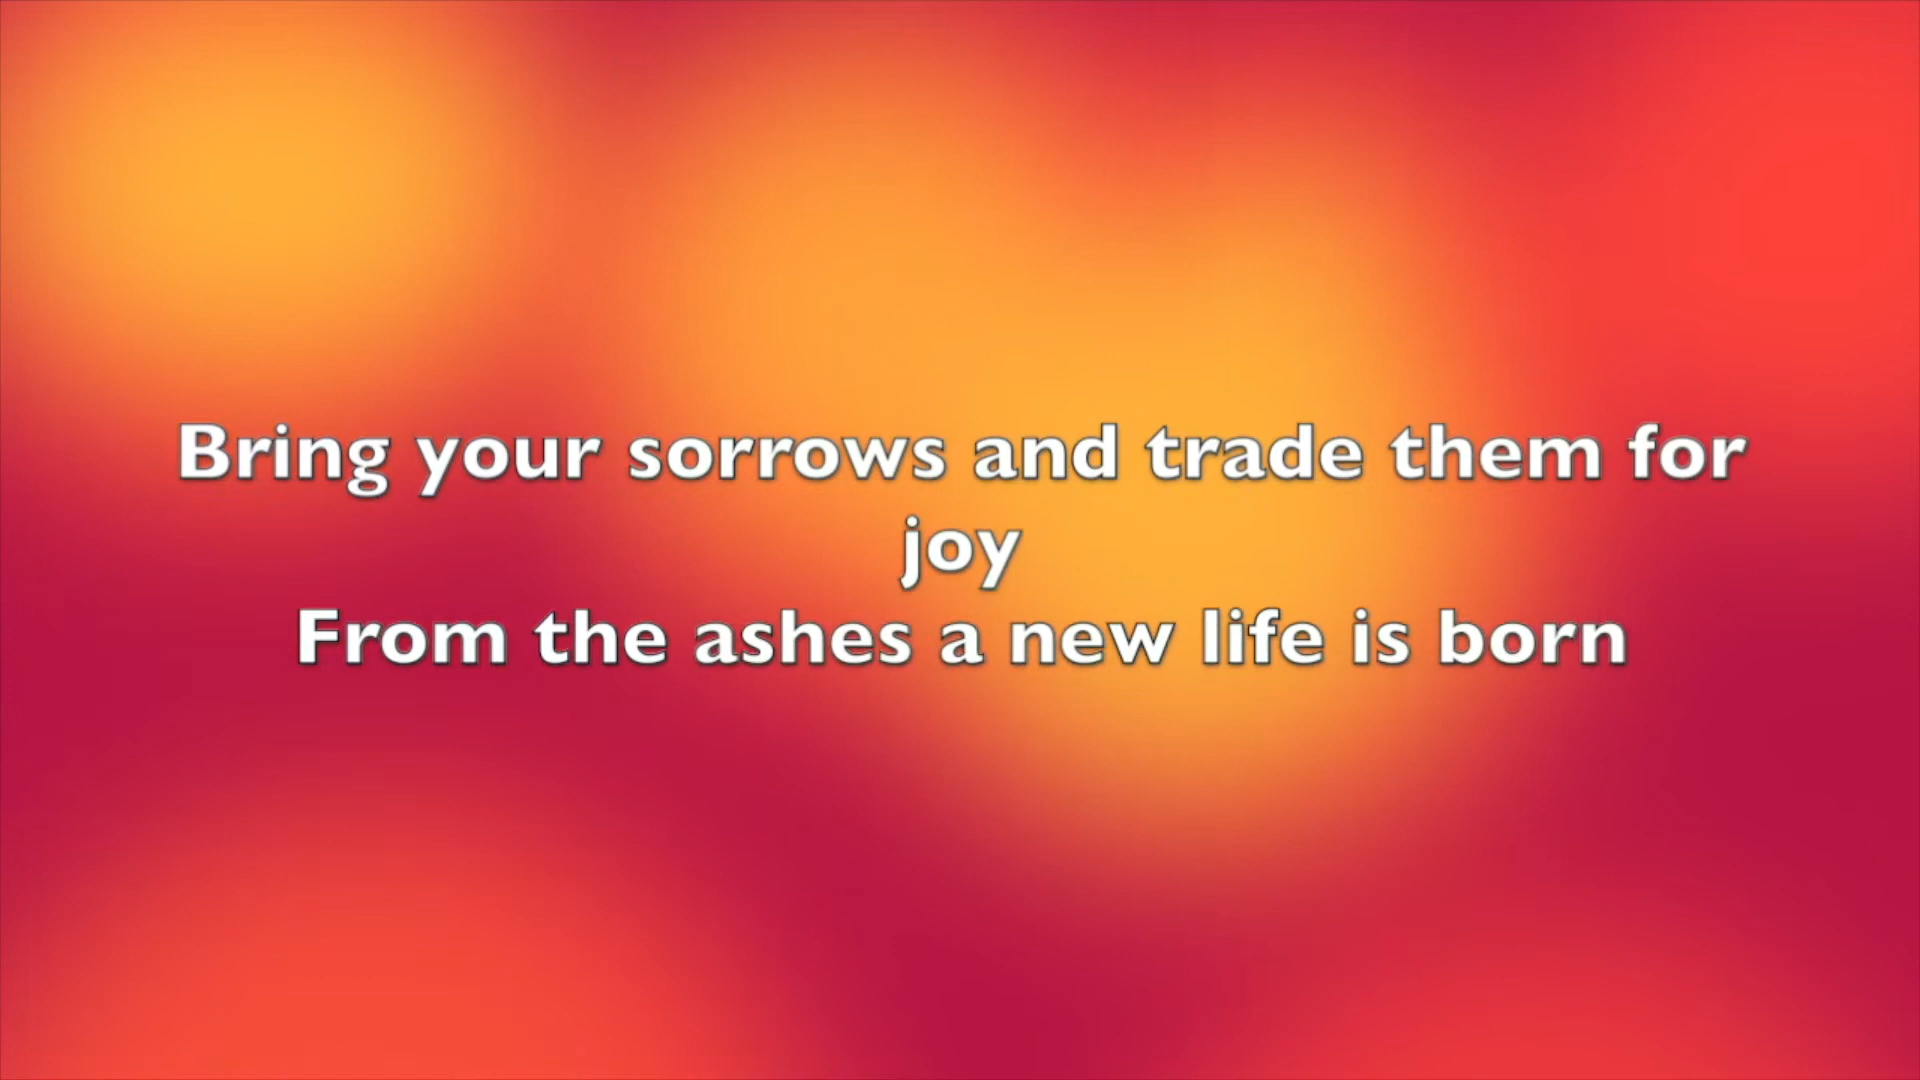 Bring your sorrows and trade them for
joy
From the ashes a new life is born